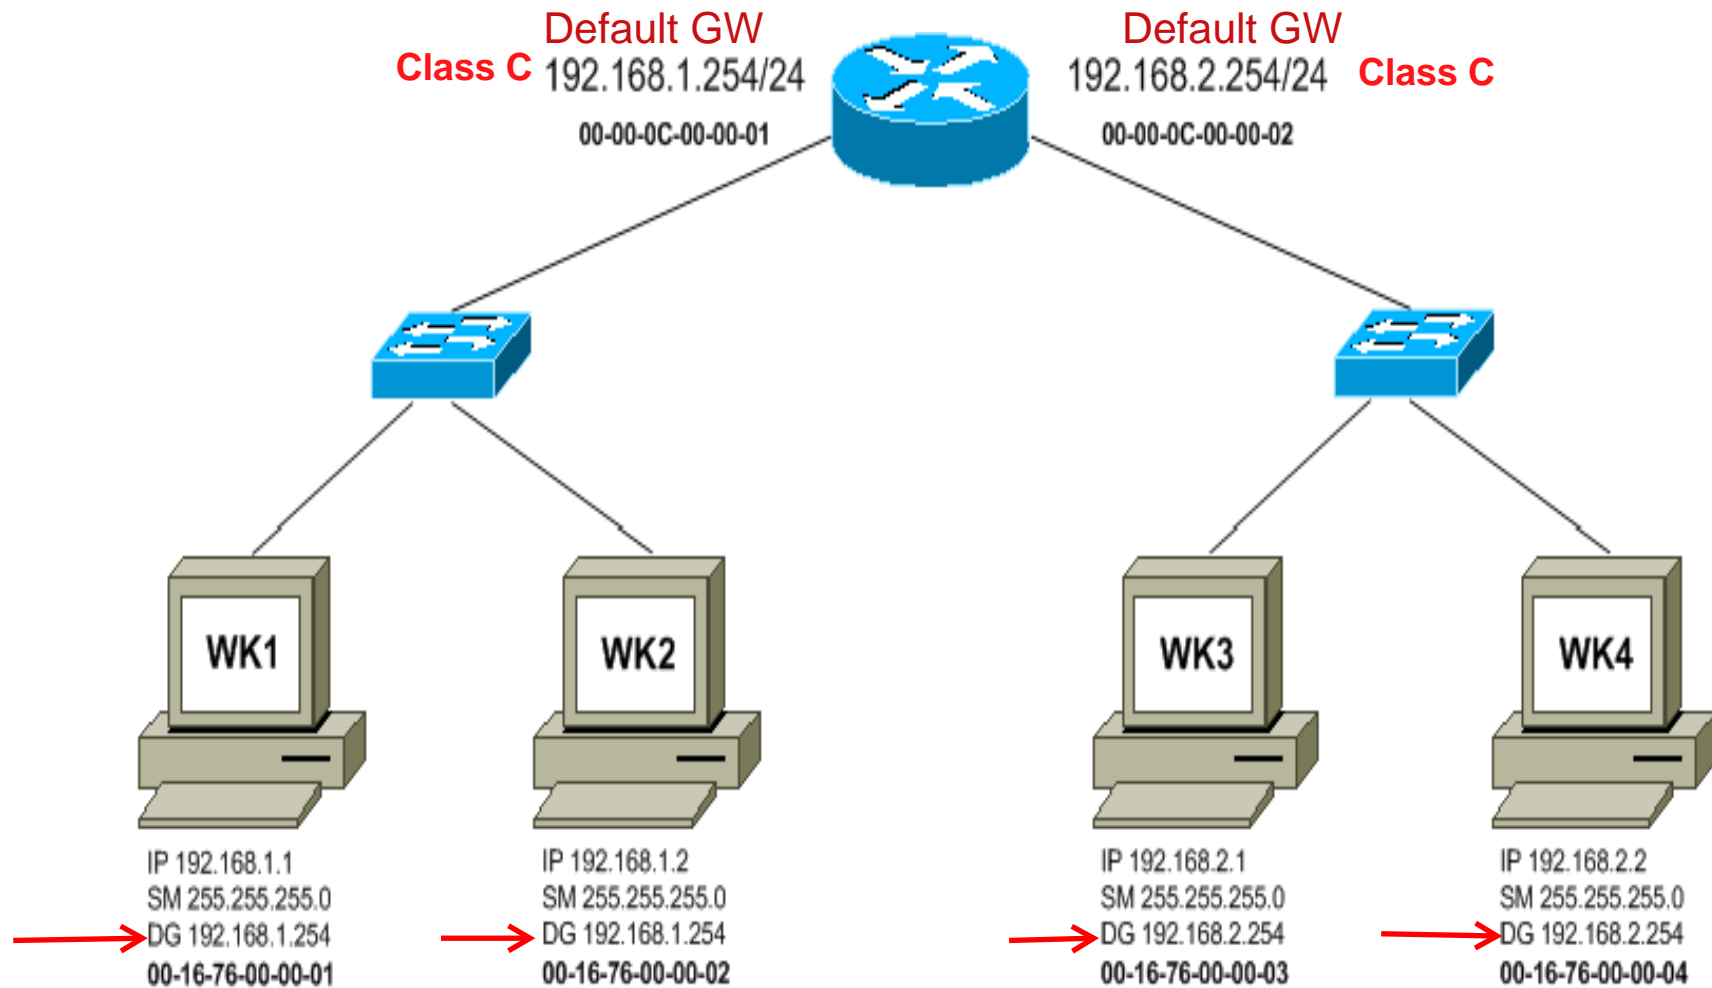 Default GW
Class C 192.168.1.254/24
00-00-0C-00-00-01
Default GW
192.168.2.254/24 Class C
00-00-0C-00-00-02
WK1
WK2
WK3
WK4
IP 192.168.1.1
SM 255.255.255.0
DG 192.168.1.254
00-16-76-00-00-01
IP 192.168.1.2
SM 255.255.255.0
DG 192.168.1.254
00-16-76-00-00-02
IP 192.168.2.1
SM 255.255.255.0
DG 192.168.2.254
00-16-76-00-00-03
IP 192.168.2.2
SM 255.255.255.0
DG 192.168.2.254
00-16-76-00-00-04